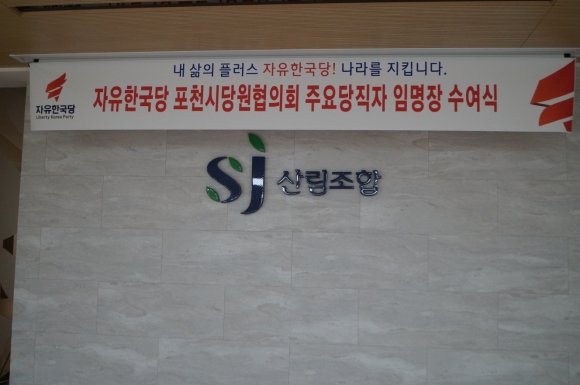 내 삶의 플러스 자유한국당! 나라를 지킵니다.
자유한국당
Liberty Korea Party
자유한국당 포천시당원협의회 주요당직자 임명장 수여식
sj 산림조합